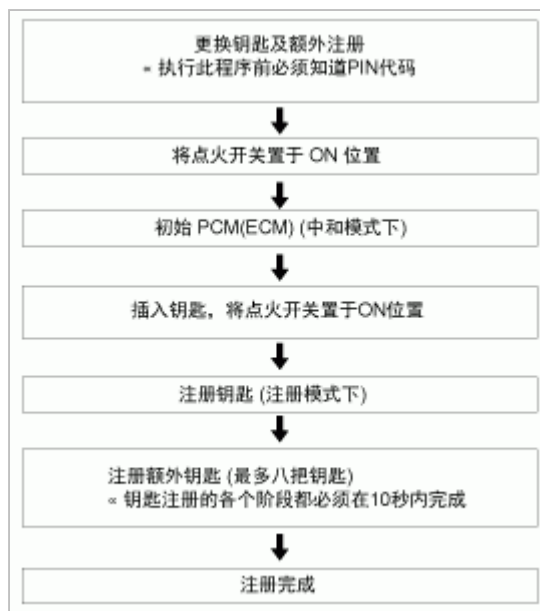 更换钥匙及额外注册
* 执行此程序前必须知道PIN代码
将点火开关置于 ON 位置
初始 PCM(ECM) (中和模式下)
插入钥匙，将点火开关置于ON位置
注册钥匙 (注册模式下)
注册额外钥匙 (最多八把钥匙)
* 钥匙注册的各个阶段都必须在10秒内完成
注册完成